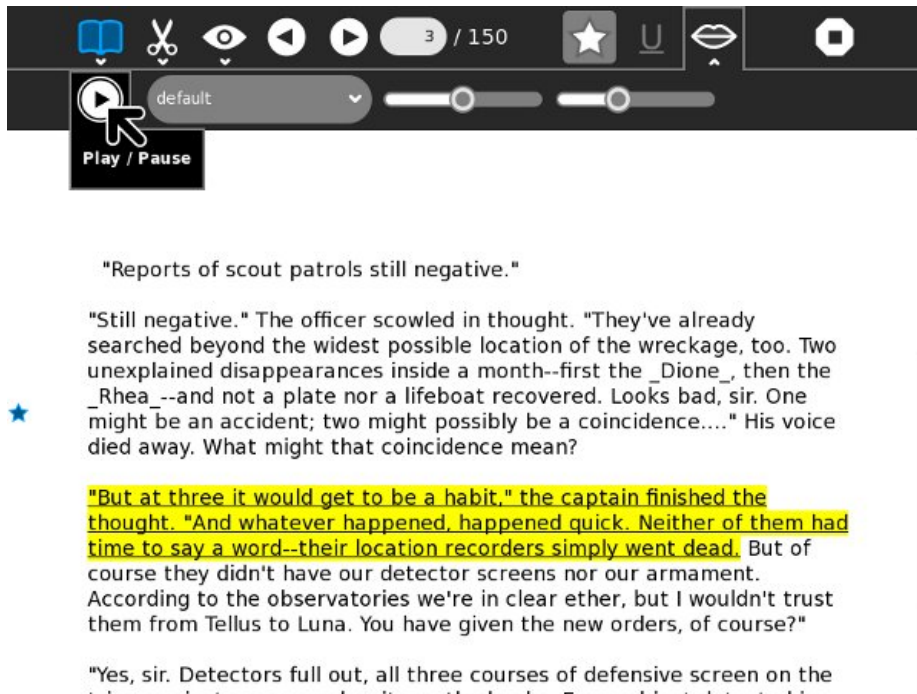 3 / 150
default
Play / Pause
"Reports of scout patrols still negative."
"Still negative." The officer scowled in thought. "They've already
searched beyond the widest possible location of the wreckage, too. Two
unexplained disappearances inside a month--first the _Dione_, then the
_Rhea_--and not a plate nor a lifeboat recovered. Looks bad, sir. One
might be an accident; two might possibly be a coincidence...." His voice
died away. What might that coincidence mean?
"But at three it would get to be a habit," the captain finished the
thought. "And whatever happened, happened quick. Neither of them had
time to say a word--their location recorders simply went dead. But of
course they didn't have our detector screens nor our armament.
According to the observatories we're in clear ether, but I wouldn't trust
them from Tellus to Luna. You have given the new orders, of course?"
"Yes, sir. Detectors full out, all three courses of defensive screen on the